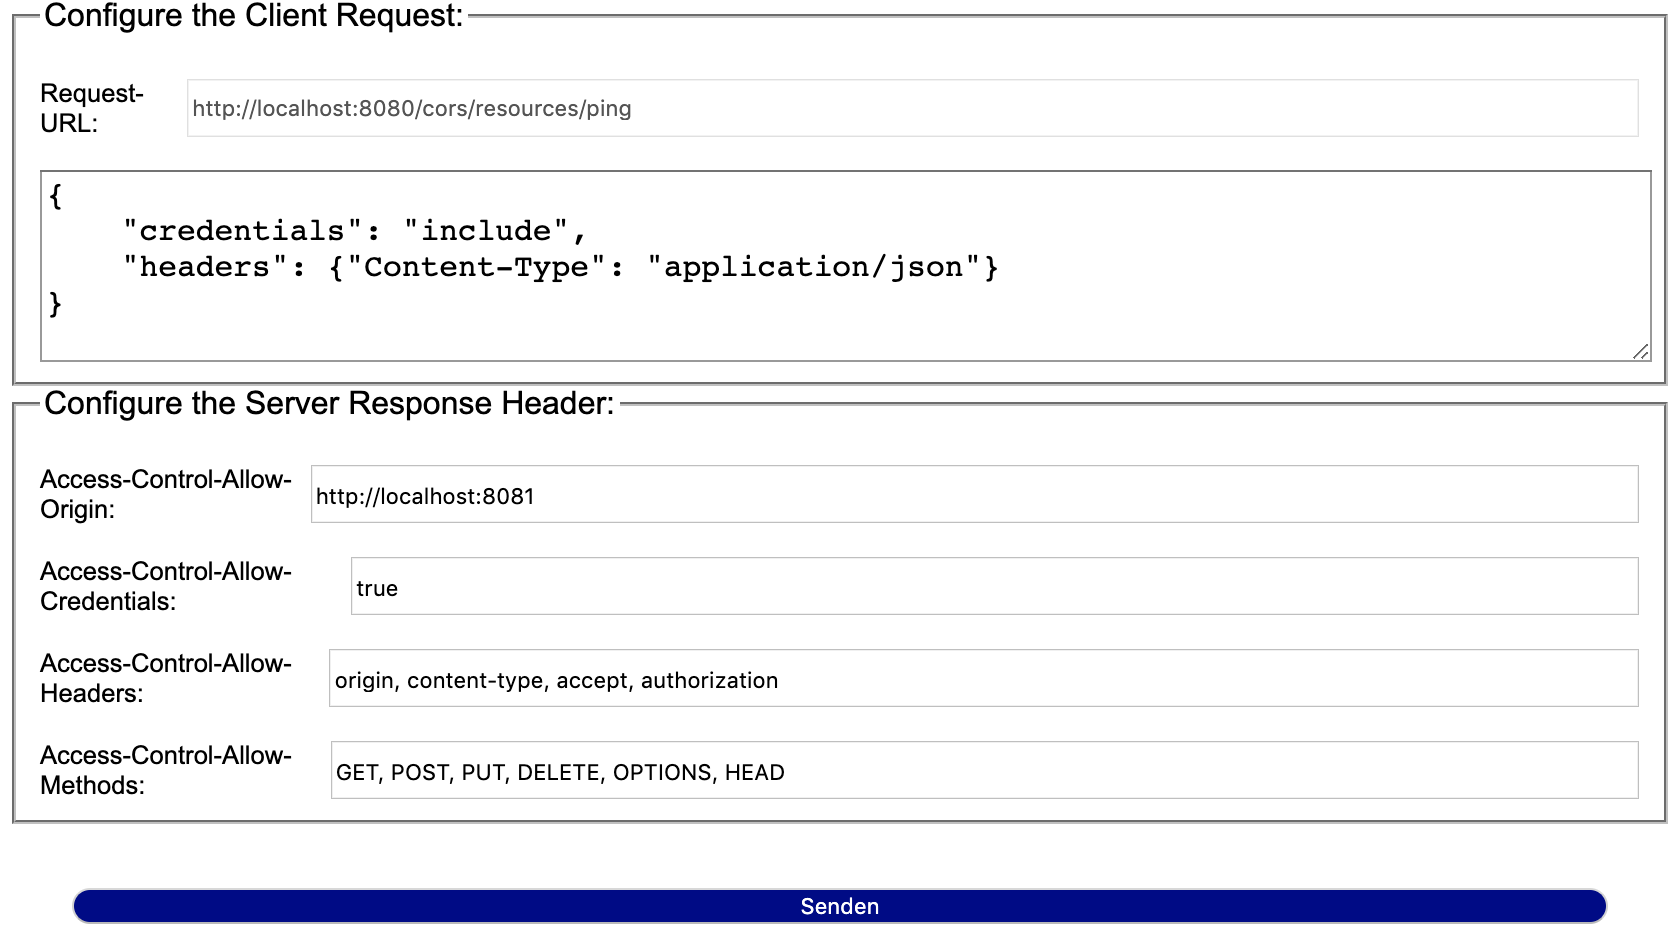 Configure the Client Request:
Request-
URL:
http://localhost:8080/cors/resources/ping
{
    "credentials": "include",
    "headers": {"Content-Type": "application/json"}
}
Configure the Server Response Header:
Access-Control-Allow-
Origin:
http://localhost:8081
Access-Control-Allow-
Credentials:
true
Access-Control-Allow-
Headers:
origin, content-type, accept, authorization
Access-Control-Allow-
Methods:
GET, POST, PUT, DELETE, OPTIONS, HEAD
Senden